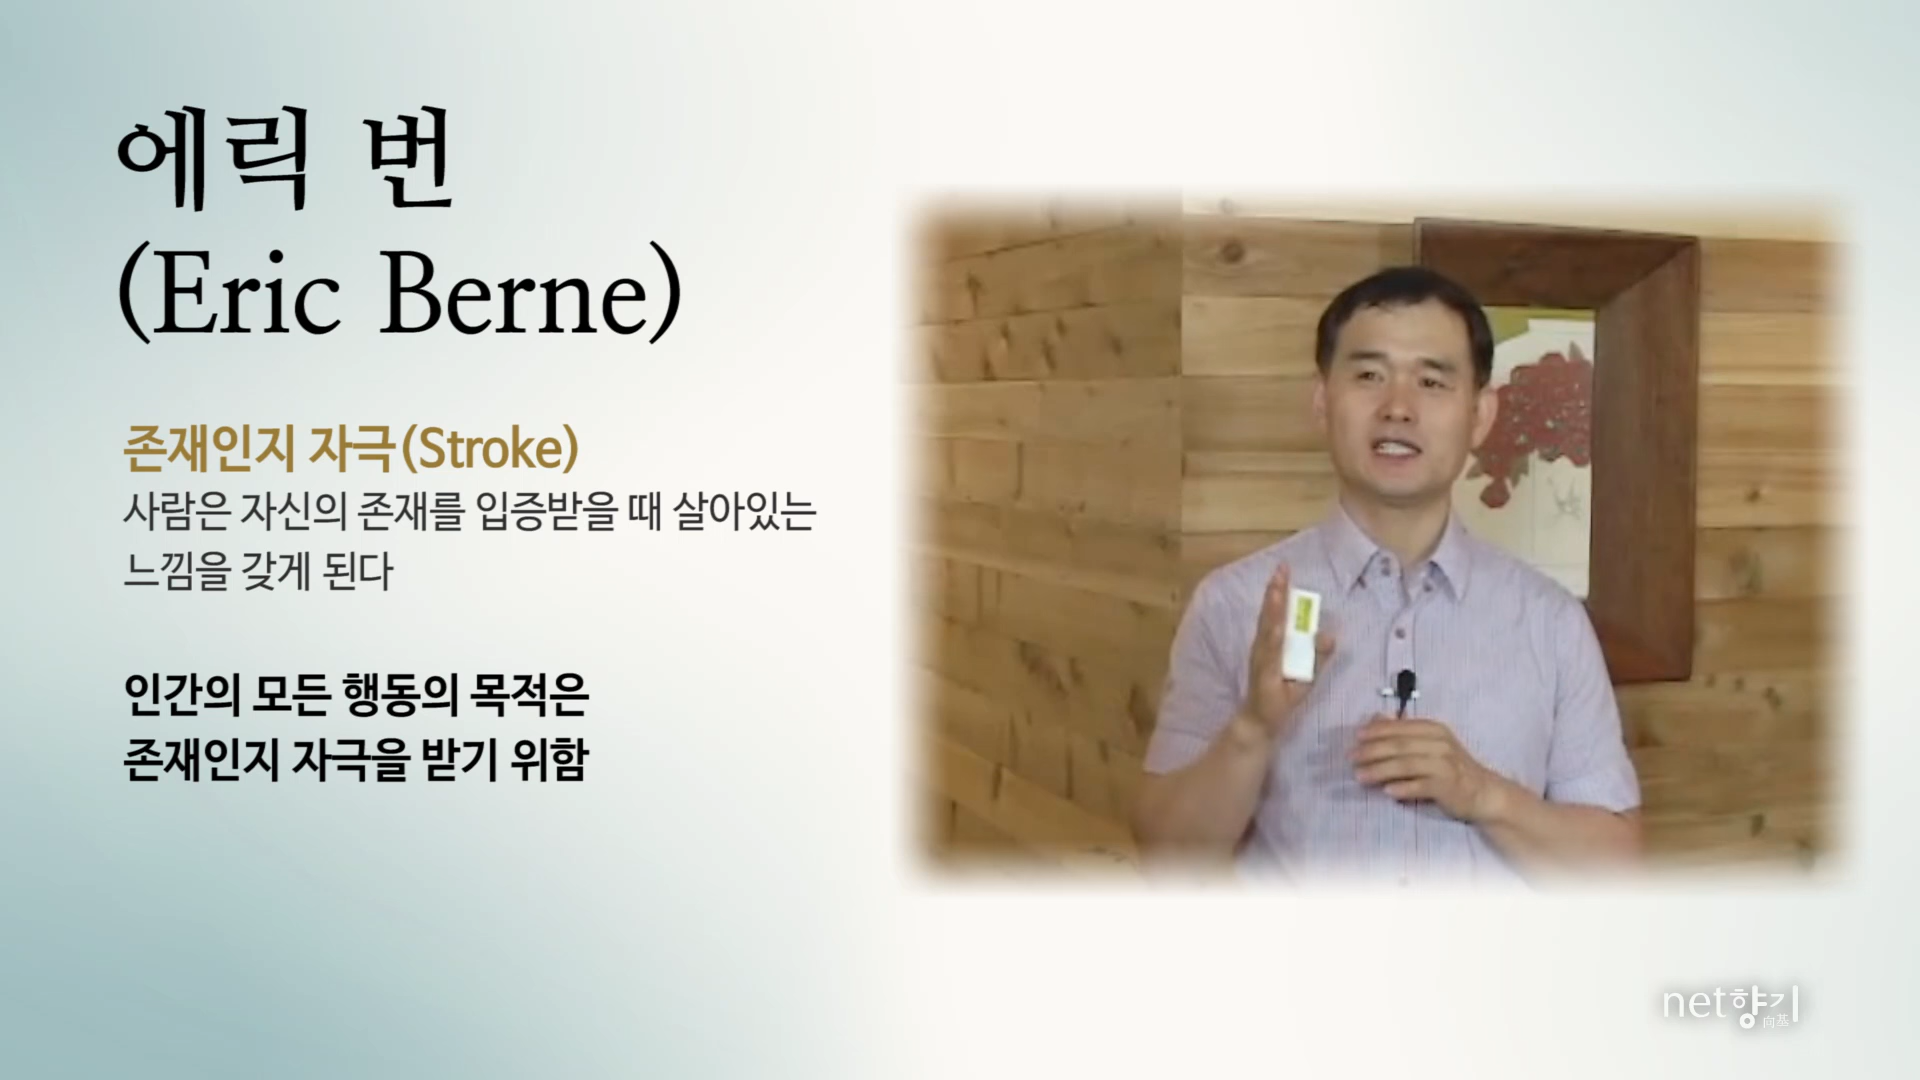 에릭 번
(Eric Berne)
존재인지 자극(Stroke)
사람은 자신의 존재를 입증받을 때 살아있는
느낌을 갖게 된다
인간의 모든 행동의 목적은
존재인지 자극을 받기 위함
net향기
向基